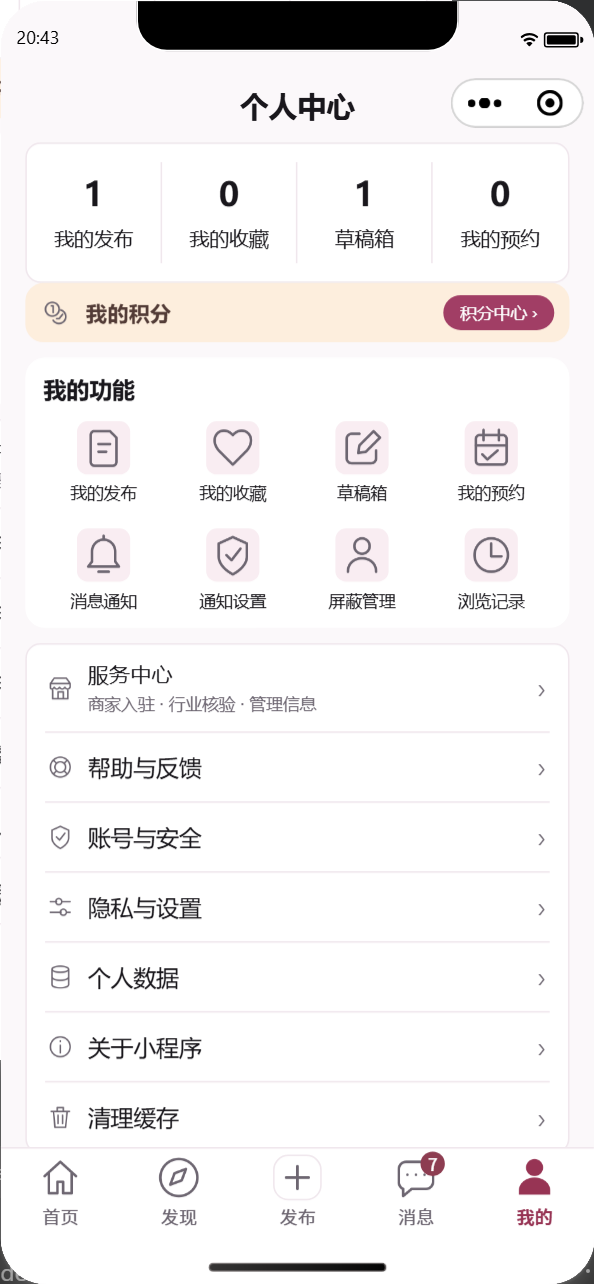 20:43
个人中心
1 0 1 0
我的发布 我的收藏 草稿箱 我的预约
我的积分 积分中心 ›
我的功能
我的发布 我的收藏 草稿箱 我的预约
消息通知 通知设置 屏蔽管理 浏览记录
服务中心
商家入驻 · 行业核验 · 管理信息
帮助与反馈
账号与安全
隐私与设置
个人数据
关于小程序
清理缓存
7
首页 发现 发布 消息 我的